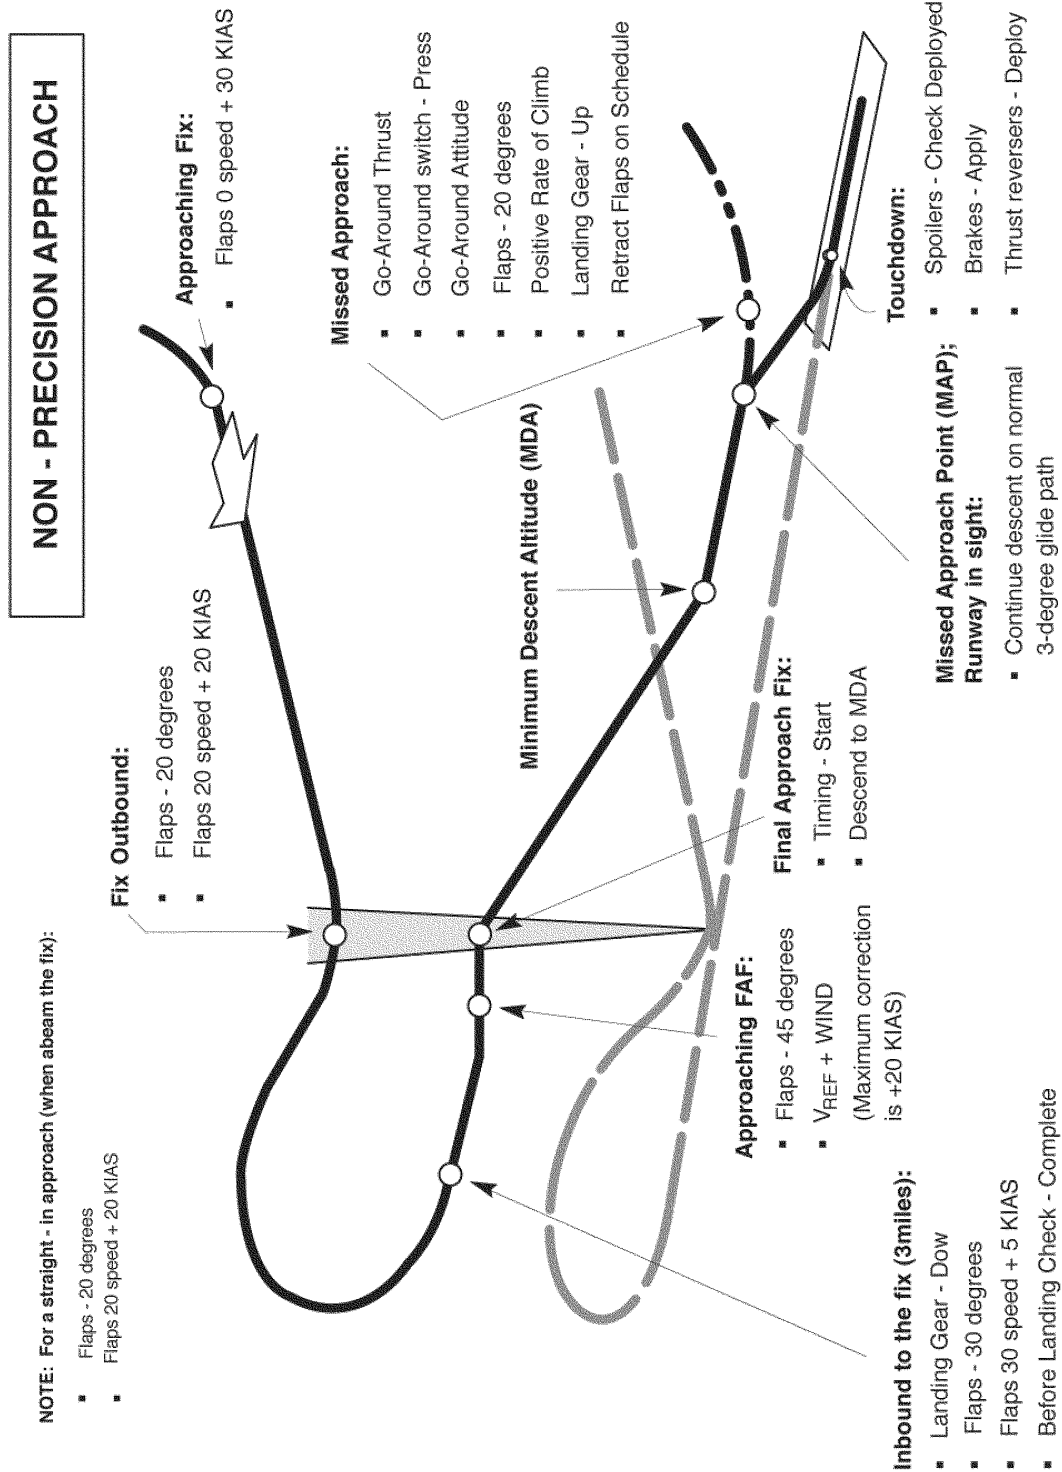 NON - PRECISION APPROACH
NOTE: For a straight - in approach (when abeam the fix):
▪ Flaps - 20 degrees
▪ Flaps 20 speed + 20 KIAS
Fix Outbound:
▪ Flaps - 20 degrees
▪ Flaps 20 speed + 20 KIAS
Approaching Fix:
▪ Flaps 0 speed + 30 KIAS
Missed Approach:
▪ Go-Around Thrust
▪ Go-Around switch - Press
▪ Go-Around Attitude
▪ Flaps - 20 degrees
▪ Positive Rate of Climb
▪ Landing Gear - Up
▪ Retract Flaps on Schedule
Minimum Descent Altitude (MDA)
Inbound to the fix (3miles):
▪ Landing Gear - Dow
▪ Flaps - 30 degrees
▪ Flaps 30 speed + 5 KIAS
▪ Before Landing Check - Complete
Approaching FAF:
▪ Flaps - 45 degrees
▪ VREF + WIND
(Maximum correction
is +20 KIAS)
Final Approach Fix:
▪ Timing - Start
▪ Descend to MDA
Missed Approach Point (MAP);
Runway in sight:
▪ Continue descent on normal
3-degree glide path
Touchdown:
▪ Spoilers - Check Deployed
▪ Brakes - Apply
▪ Thrust reversers - Deploy